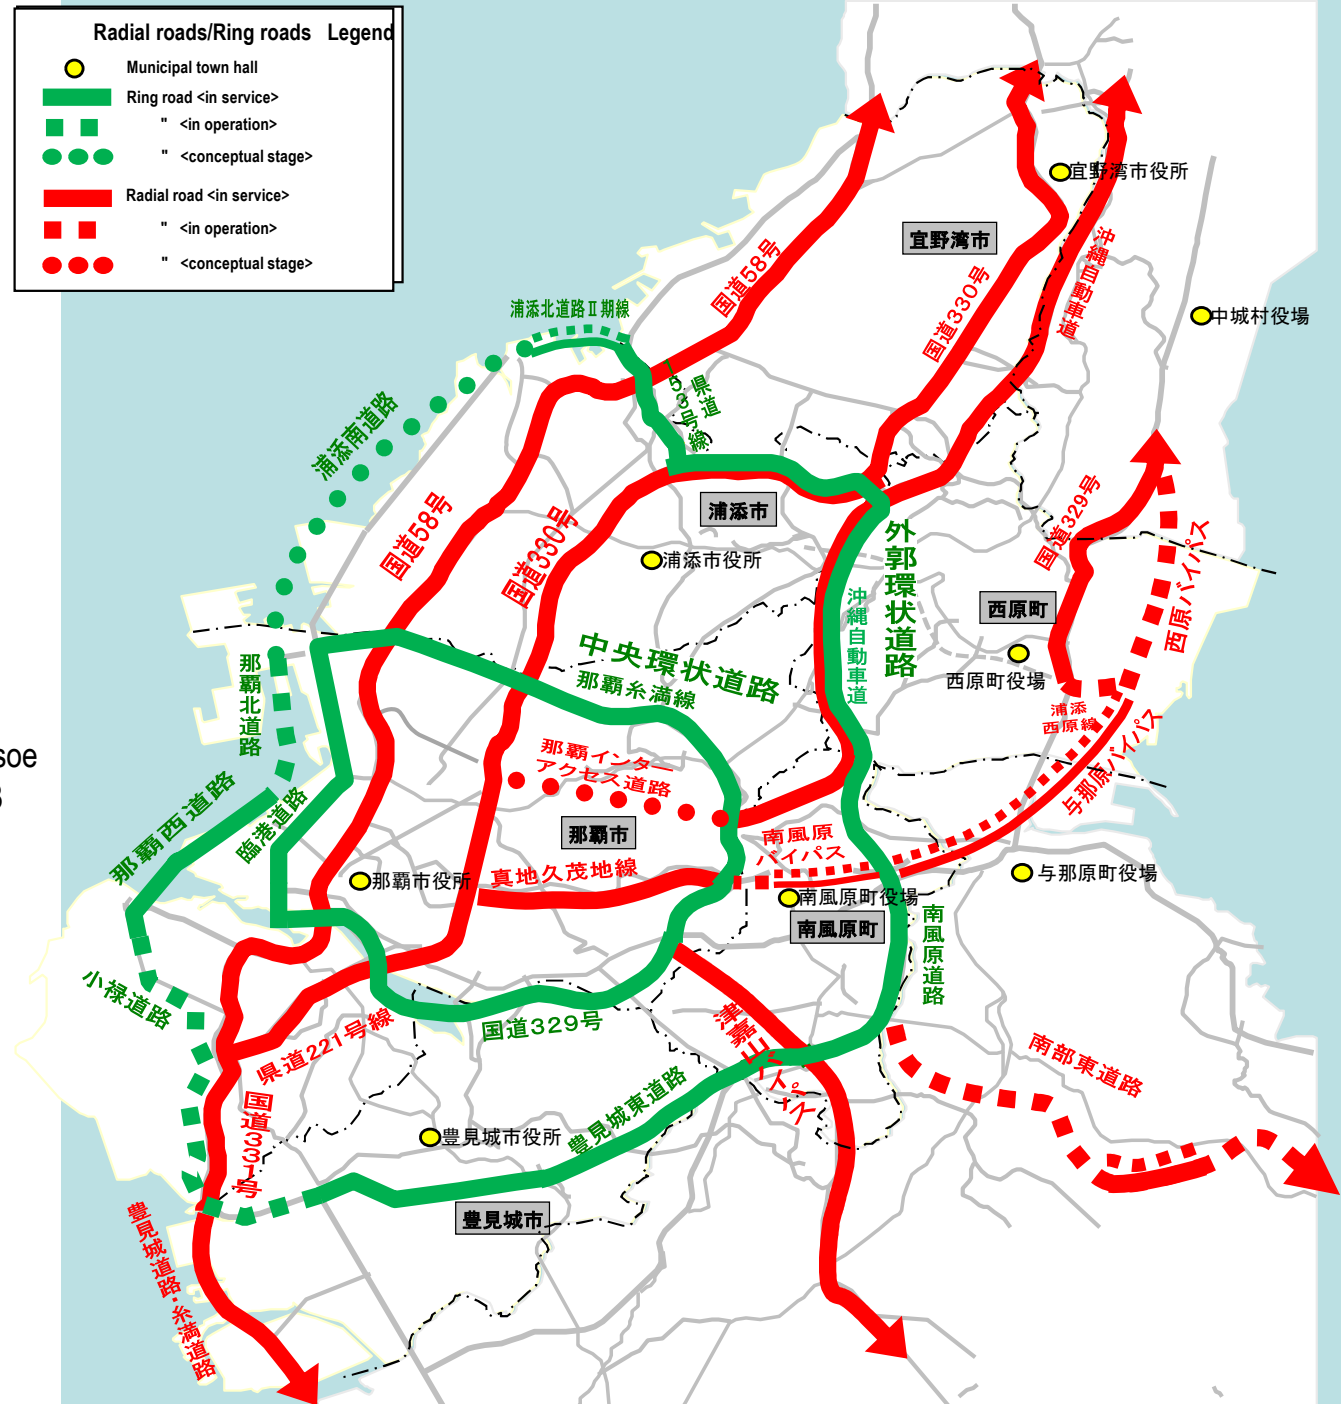 Radial roads/Ring roads Legend
Municipal town hall
Ring road <in service>
" <in operation>
" <conceptual stage>
Radial road <in service>
" <in operation>
" <conceptual stage>
宜野湾市役所
宜野湾市
国道58号
国道330号
沖縄自動車道
中城村役場
浦添北道路Ⅱ期線
県道
153号線
浦添南道路
国道58号
国道330号
浦添市
浦添市役所
外郭環状道路
沖縄自動車道
国道329号
西原バイパス
西原町
西原町役場
浦添
西原線
与那原バイパス
中央環状道路
那覇糸満線
那覇北道路
soe
3
那覇西道路
臨港道路
那覇インター
アクセス道路
那覇市
那覇市役所
真地久茂地線
南風原
バイパス
与那原町役場
南風原町役場
南風原町
南風原道路
小禄道路
国道329号
県道221号線
国道331号
津嘉山バイパス
南部東道路
豊見城市役所
豊見城東道路
豊見城市
豊見城道路・糸満道路